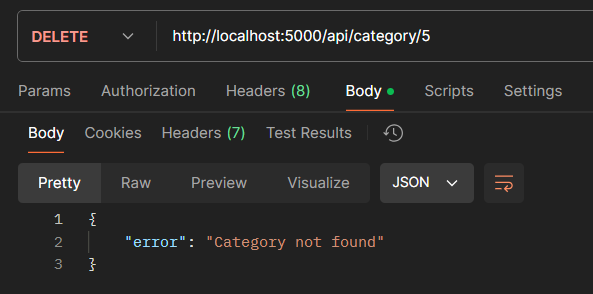 DELETE http://localhost:5000/api/category/5
Params Authorization Headers (8) Body Scripts Settings
Body Cookies Headers (7) Test Results
Pretty Raw Preview Visualize JSON
1 {
2 "error": "Category not found"
3 }